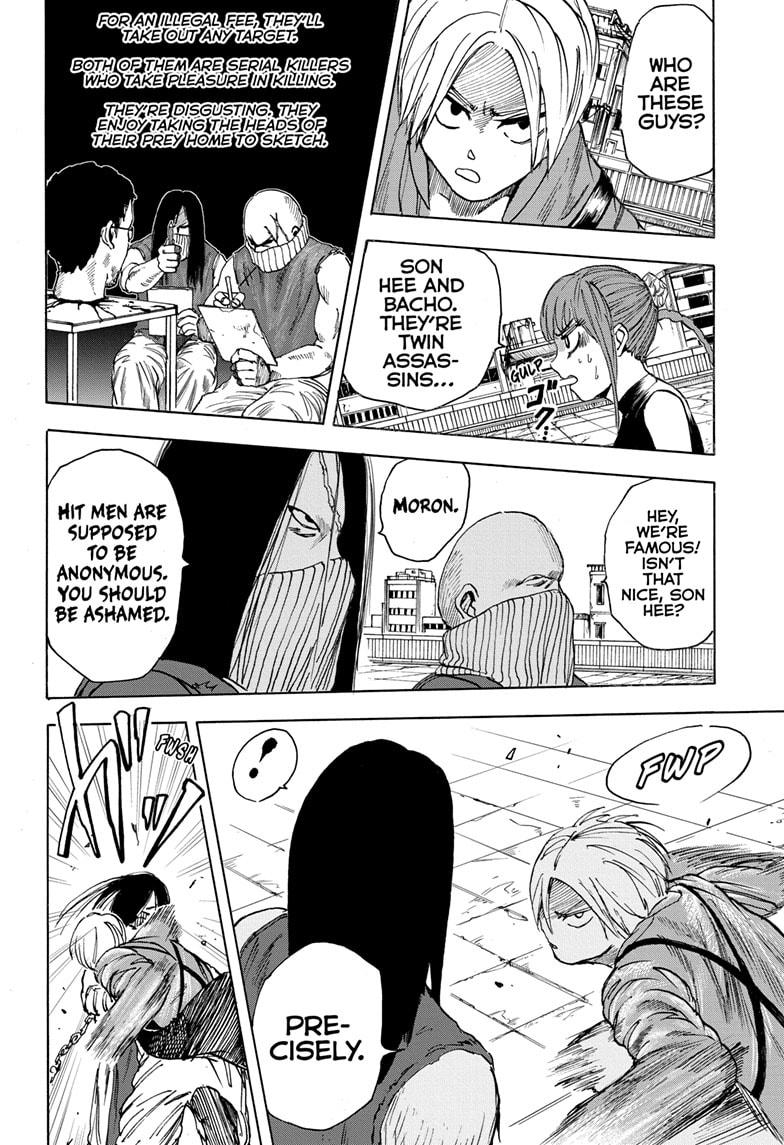 WHO
ARE
THESE
GUYS?
SON
HEE AND
BACHO.
THEY'RE
TWIN
ASSAS-
SINS...
GULP
ゴク…
FOR AN ILLEGAL FEE, THEY'LL
TAKE OUT ANY TARGET.
BOTH OF THEM ARE SERIAL KILLERS
WHO TAKE PLEASURE IN KILLING.
THEY'RE DISGUSTING. THEY
ENJOY TAKING THE HEADS OF
THEIR PREY HOME TO SKETCH.
HEY,
WE'RE
FAMOUS!
ISN'T
THAT
NICE, SON
HEE?
MORON.
HIT MEN ARE
SUPPOSED
TO BE
ANONYMOUS.
YOU SHOULD
BE ASHAMED.
FWP
!
PRE-
CISELY.
FWSH